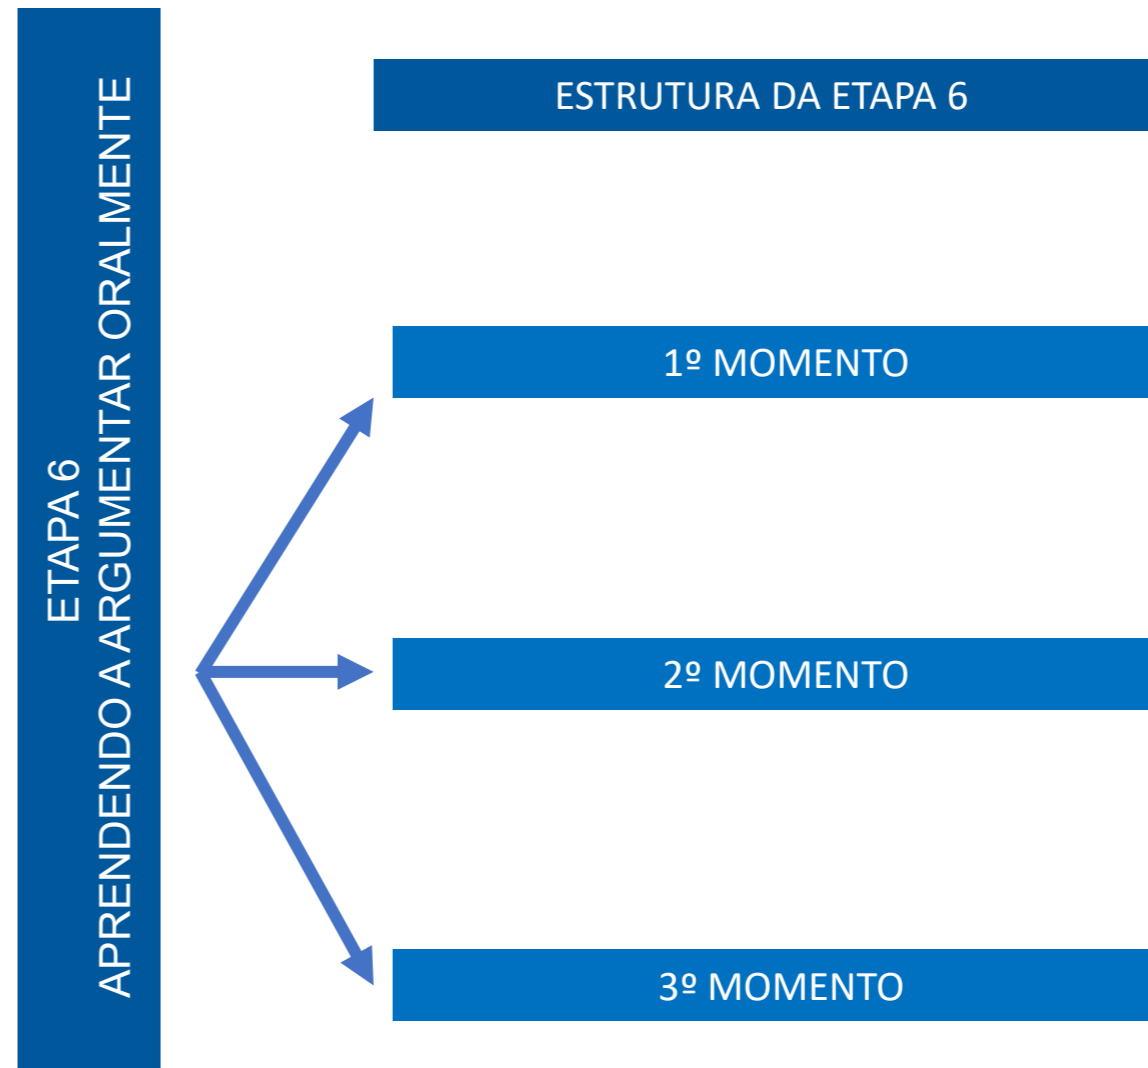 ETAPA 6
APRENDENDO A ARGUMENTAR ORALMENTE
ESTRUTURA DA ETAPA 6
1º MOMENTO
2º MOMENTO
3º MOMENTO